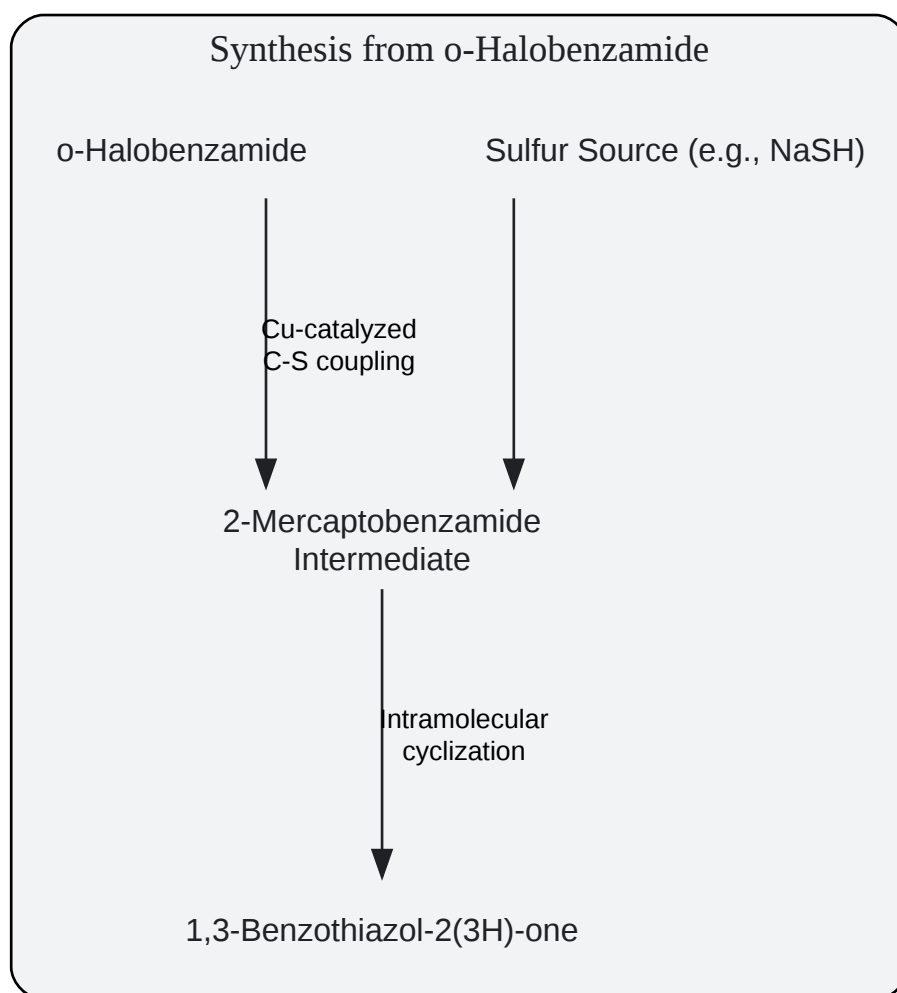 Synthesis from o-Halobenzamide
o-Halobenzamide
Sulfur Source (e.g., NaSH)
Cu-catalyzed
C-S coupling
2-Mercaptobenzamide
Intermediate
Intramolecular
cyclization
1,3-Benzothiazol-2(3H)-one